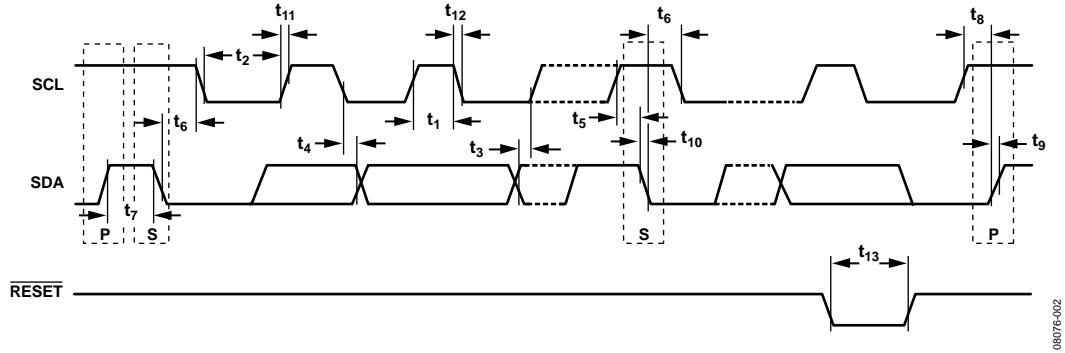 t11 t12 t6 t8
t2
SCL
t6 t1 t5
t4 t3 t10 t9
SDA
t7
P S S P
t13
RESET
08076-002